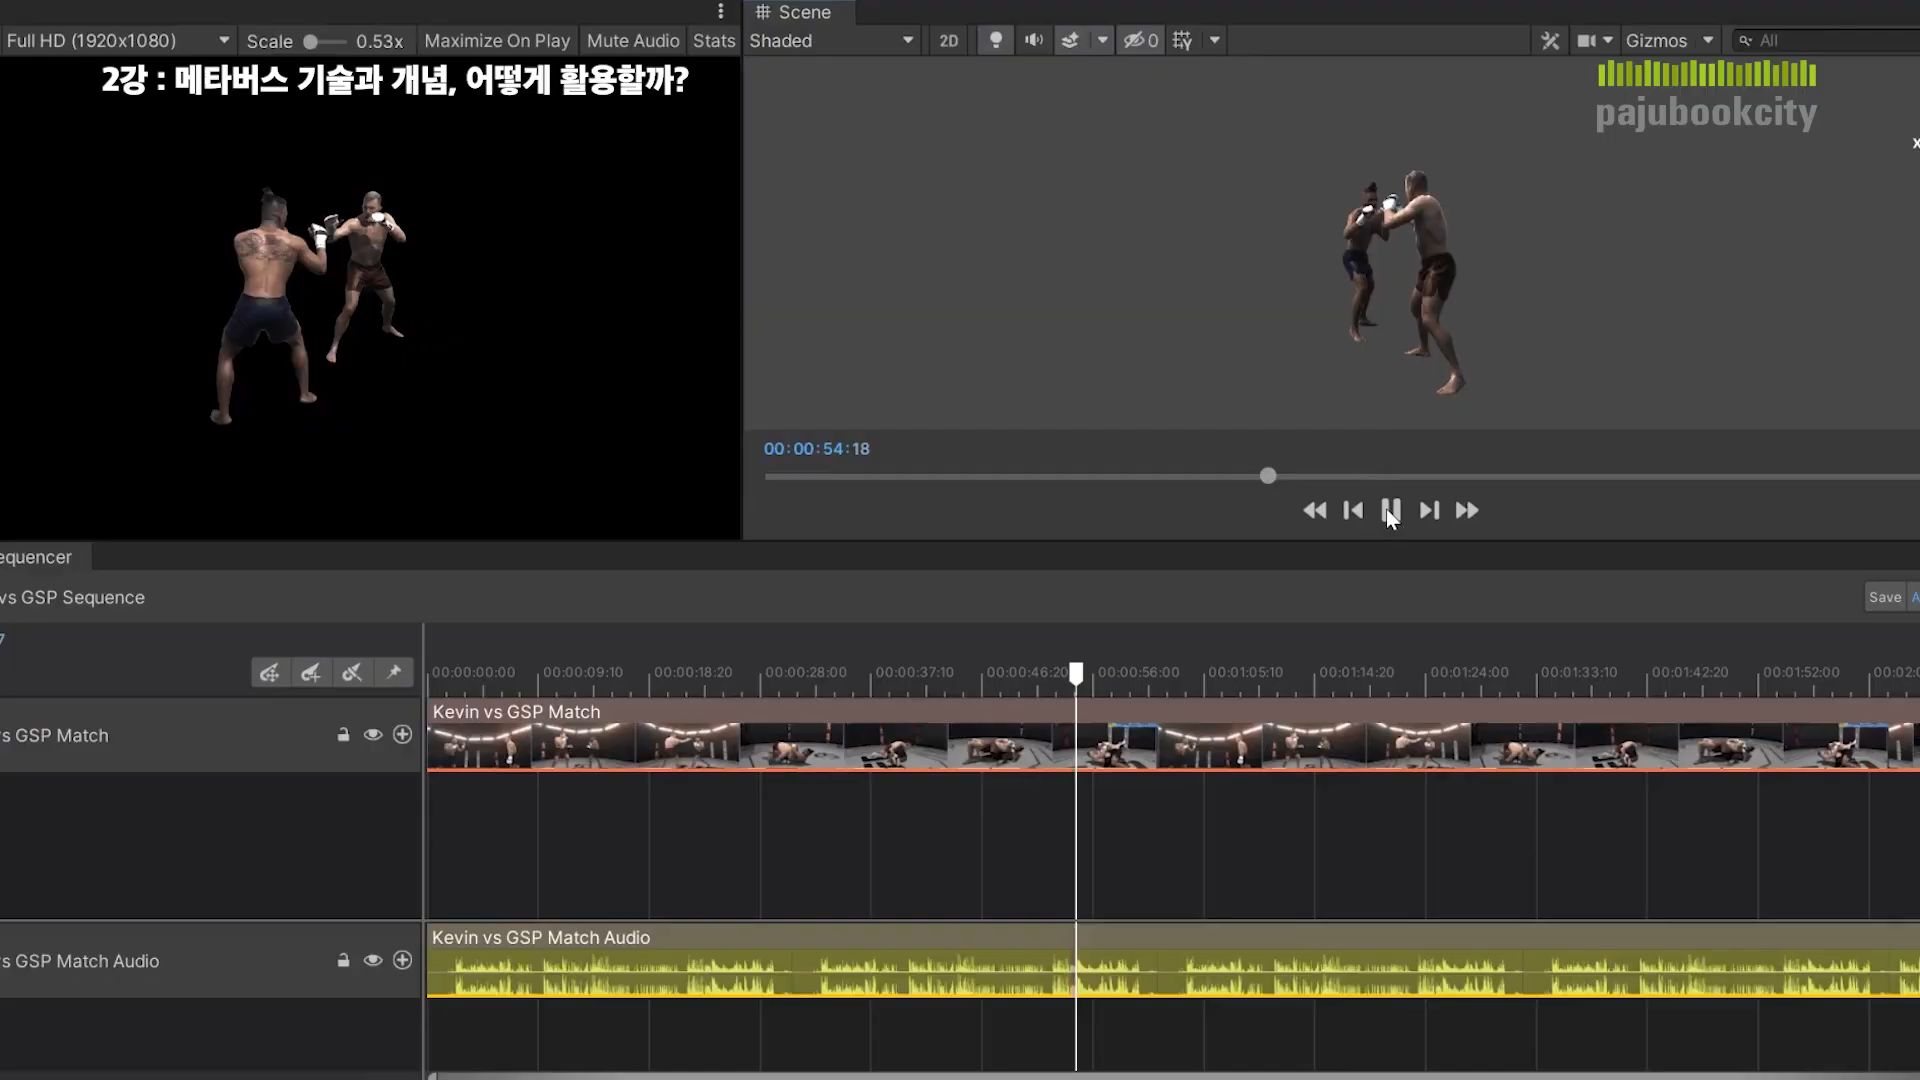 Full HD (1920x1080)
Scale 0.53x
Maximize On Play
Mute Audio
Stats
Scene
Shaded
2D
0
Gizmos
All
2강 : 메타버스 기술과 개념, 어떻게 활용할까?
pajubookcity
x
00:00:54:18
equencer
vs GSP Sequence
Save
A
7
00:00:00:00
00:00:09:10
00:00:18:20
00:00:28:00
00:00:37:10
00:00:46:20
00:00:56:00
00:01:05:10
00:01:14:20
00:01:24:00
00:01:33:10
00:01:42:20
00:01:52:00
00:02:0
Kevin vs GSP Match
s GSP Match
Kevin vs GSP Match Audio
s GSP Match Audio